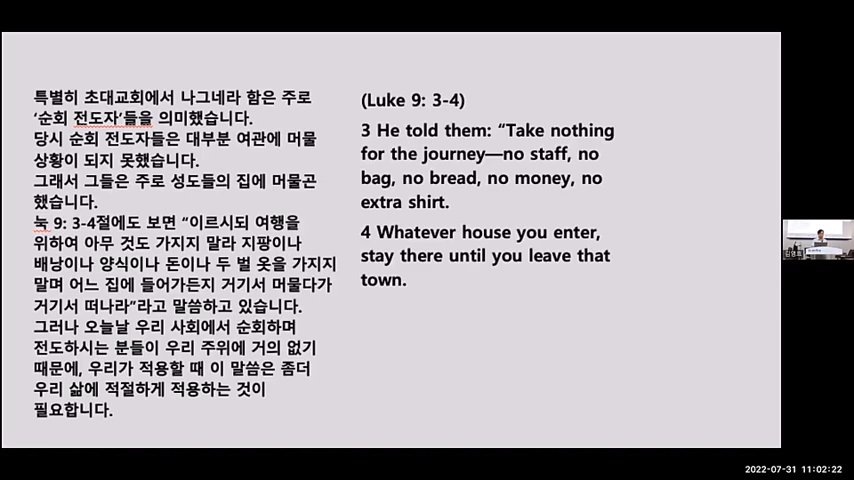 특별히 초대교회에서 나그네라 함은 주로
‘순회 전도자’들을 의미했습니다.
당시 순회 전도자들은 대부분 여관에 머물
상황이 되지 못했습니다.
그래서 그들은 주로 성도들의 집에 머물곤
했습니다.
눅 9: 3-4절에도 보면 “이르시되 여행을
위하여 아무 것도 가지지 말라 지팡이나
배낭이나 양식이나 돈이나 두 벌 옷을 가지지
말며 어느 집에 들어가든지 거기서 머물다가
거기서 떠나라”라고 말씀하고 있습니다.
그러나 오늘날 우리 사회에서 순회하며
전도하시는 분들이 우리 주위에 거의 없기
때문에, 우리가 적용할 때 이 말씀은 좀더
우리 삶에 적절하게 적용하는 것이
필요합니다.
(Luke 9: 3-4)
3 He told them: “Take nothing
for the journey—no staff, no
bag, no bread, no money, no
extra shirt.
4 Whatever house you enter,
stay there until you leave that
town.
2022-07-31 11:02:22